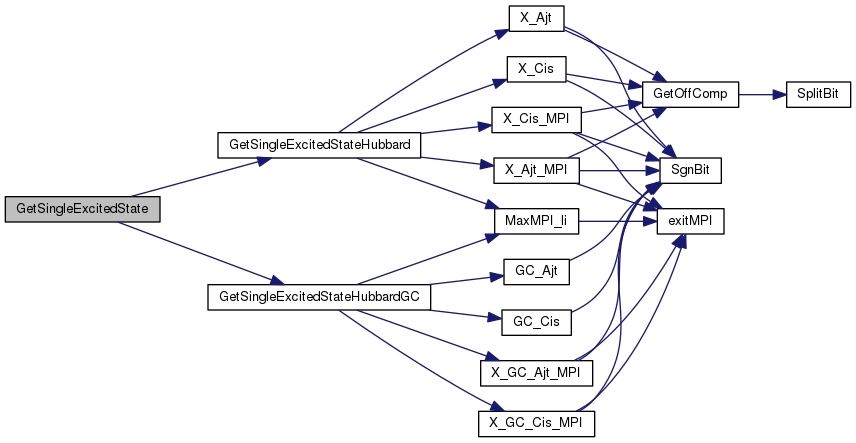 X_Ajt
X_Cis
GetOffComp
SplitBit
X_Cis_MPI
GetSingleExcitedStateHubbard
X_Ajt_MPI
SgnBit
GetSingleExcitedState
MaxMPI_li
exitMPI
GC_Ajt
GetSingleExcitedStateHubbardGC
GC_Cis
X_GC_Ajt_MPI
X_GC_Cis_MPI